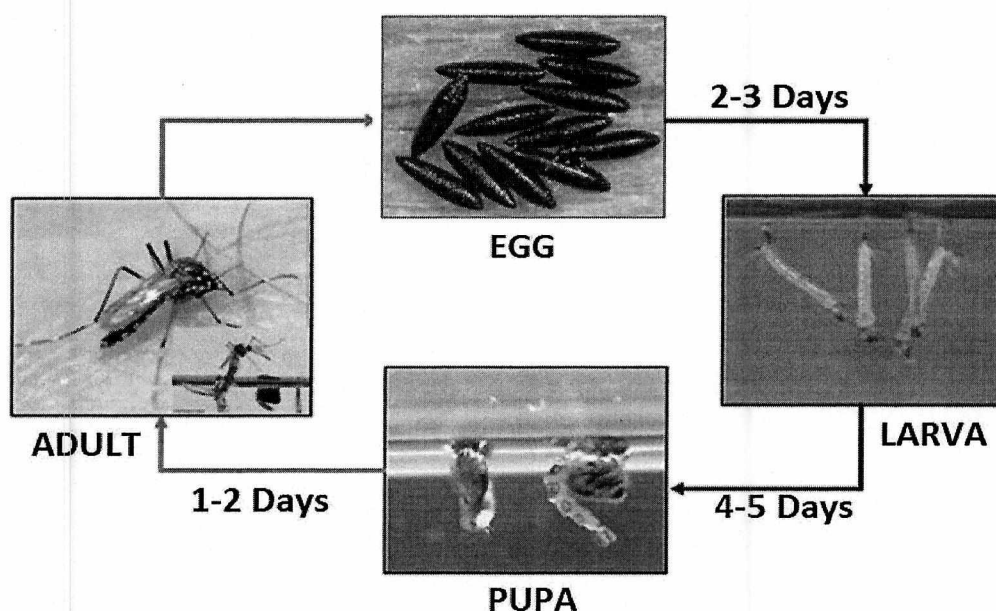 EGG
2-3 Days
LARVA
4-5 Days
PUPA
1-2 Days
ADULT